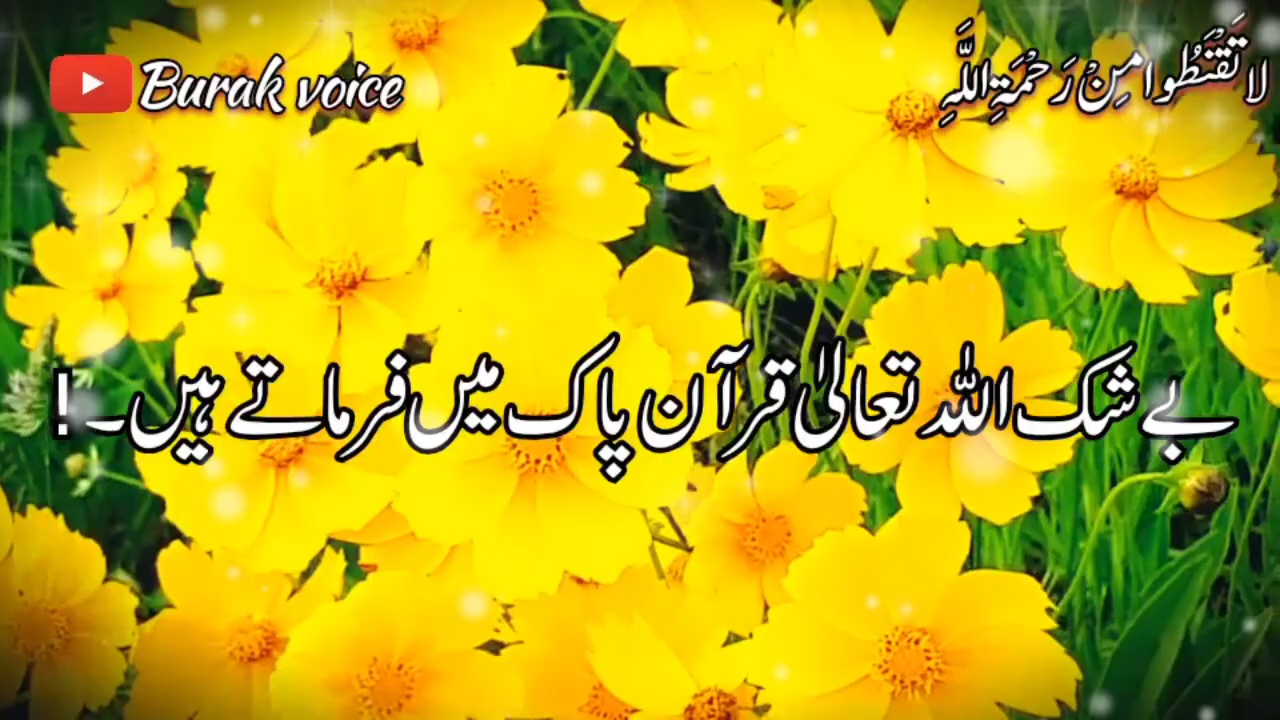 Burak voice
لَا تَقْنَطُوا مِنْ رَحْمَةِ اللَّهِ
بے شک اللہ تعالیٰ قرآن پاک میں فرماتے ہیں۔!